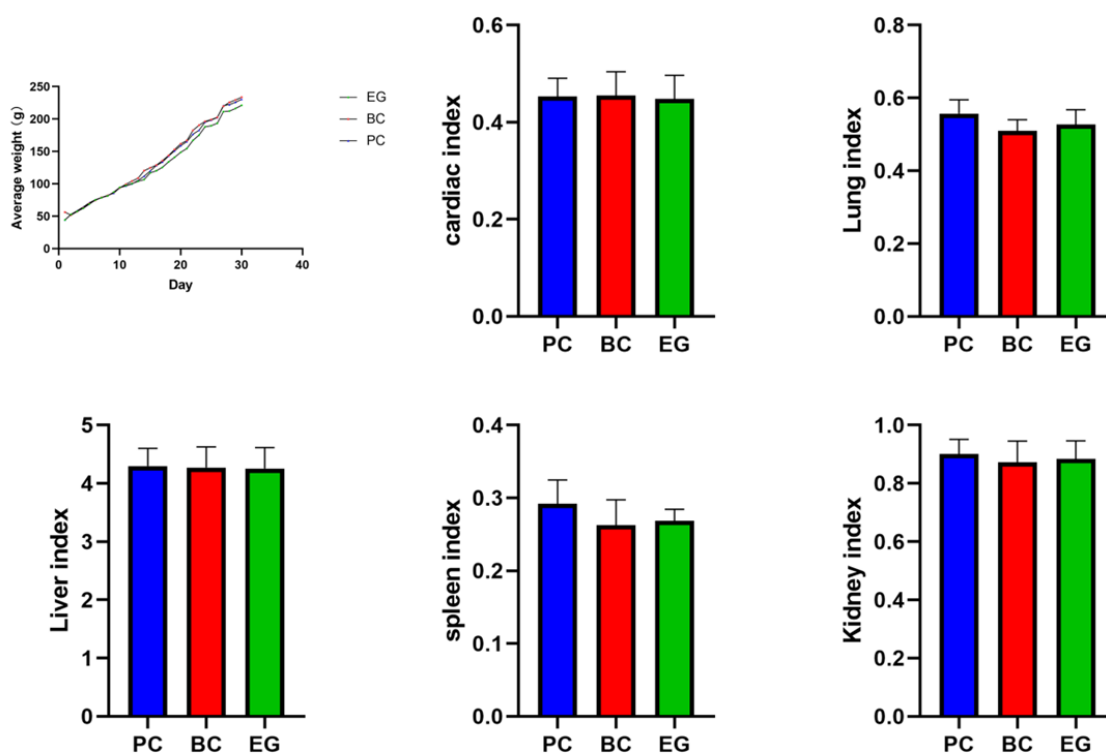 Average weight（g）
250
200
150
100
50
0
0 10 20 30 40
Day
EG
BC
PC
cardiac index
0.6
0.4
0.2
0.0
PC BC EG
Lung index
0.8
0.6
0.4
0.2
0.0
PC BC EG
Liver index
5
4
3
2
1
0
PC BC EG
spleen index
0.4
0.3
0.2
0.1
0.0
PC BC EG
Kidney index
1.0
0.8
0.6
0.4
0.2
0.0
PC BC EG